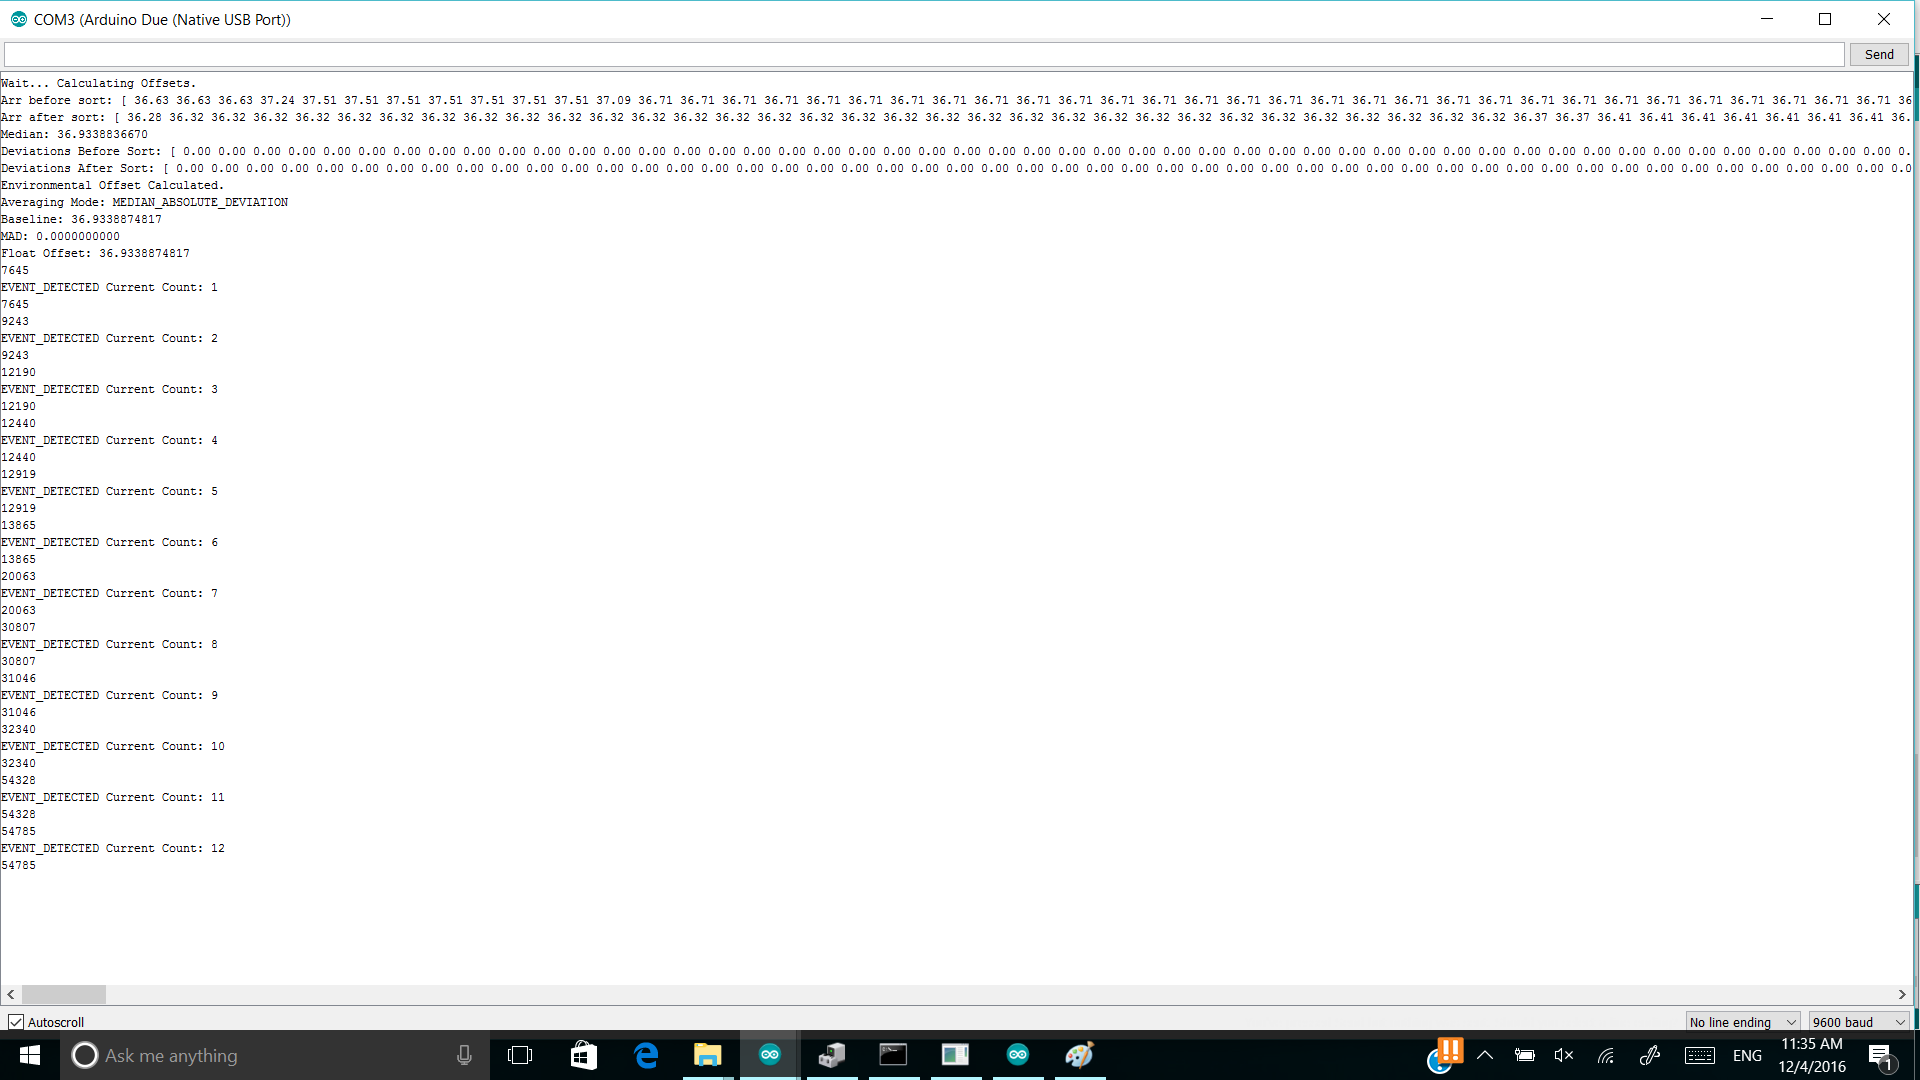 COM3 (Arduino Due (Native USB Port))
Send
Wait... Calculating Offsets.
Arr before sort: [ 36.63 36.63 36.63 37.24 37.51 37.51 37.51 37.51 37.51 37.51 37.51 37.09 36.71 36.71 36.71 36.71 36.71 36.71 36.71 36.71 36.71 36.71 36.71 36.71 36.71 36.71 36.71 36.71 36.71 36.71 36.71 36.71 36.71 36.71 36.71 36.71 36.71 36.71 36.71 36.71 36.71 36.71 36
Arr after sort: [ 36.28 36.32 36.32 36.32 36.32 36.32 36.32 36.32 36.32 36.32 36.32 36.32 36.32 36.32 36.32 36.32 36.32 36.32 36.32 36.32 36.32 36.32 36.32 36.32 36.32 36.32 36.32 36.32 36.32 36.32 36.32 36.32 36.32 36.37 36.37 36.41 36.41 36.41 36.41 36.41 36.41 36.41 36.
Median: 36.9338836670
Deviations Before Sort: [ 0.00 0.00 0.00 0.00 0.00 0.00 0.00 0.00 0.00 0.00 0.00 0.00 0.00 0.00 0.00 0.00 0.00 0.00 0.00 0.00 0.00 0.00 0.00 0.00 0.00 0.00 0.00 0.00 0.00 0.00 0.00 0.00 0.00 0.00 0.00 0.00 0.00 0.00 0.00 0.00 0.00 0.00 0.00 0.00 0.00 0.00 0.00 0.00 0.00 0.
Deviations After Sort: [ 0.00 0.00 0.00 0.00 0.00 0.00 0.00 0.00 0.00 0.00 0.00 0.00 0.00 0.00 0.00 0.00 0.00 0.00 0.00 0.00 0.00 0.00 0.00 0.00 0.00 0.00 0.00 0.00 0.00 0.00 0.00 0.00 0.00 0.00 0.00 0.00 0.00 0.00 0.00 0.00 0.00 0.00 0.00 0.00 0.00 0.00 0.00 0.00 0.00 0.0
Environmental Offset Calculated.
Averaging Mode: MEDIAN_ABSOLUTE_DEVIATION
Baseline: 36.9338874817
MAD: 0.0000000000
Float Offset: 36.9338874817
7645
EVENT_DETECTED Current Count: 1
7645
9243
EVENT_DETECTED Current Count: 2
9243
12190
EVENT_DETECTED Current Count: 3
12190
12440
EVENT_DETECTED Current Count: 4
12440
12919
EVENT_DETECTED Current Count: 5
12919
13865
EVENT_DETECTED Current Count: 6
13865
20063
EVENT_DETECTED Current Count: 7
20063
30807
EVENT_DETECTED Current Count: 8
30807
31046
EVENT_DETECTED Current Count: 9
31046
32340
EVENT_DETECTED Current Count: 10
32340
54328
EVENT_DETECTED Current Count: 11
54328
54785
EVENT_DETECTED Current Count: 12
54785
Autoscroll
No line ending
9600 baud
Ask me anything
ENG
11:35 AM
12/4/2016
1